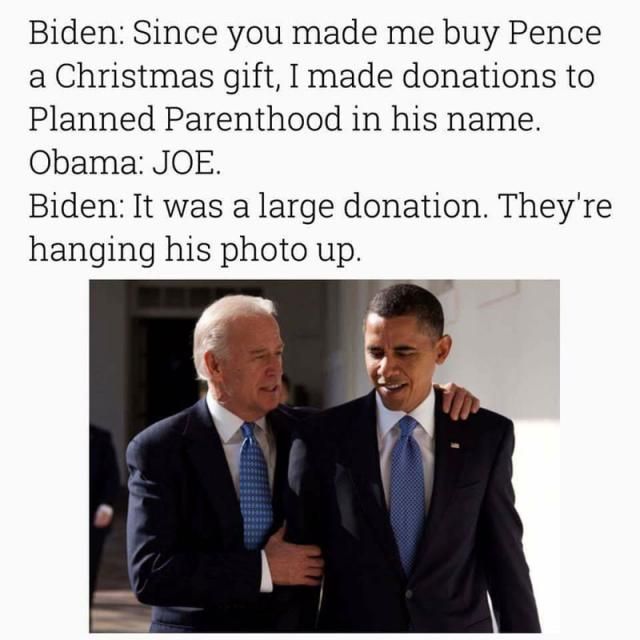 Biden: Since you made me buy Pence
a Christmas gift, I made donations to
Planned Parenthood in his name.
Obama: JOE.
Biden: It was a large donation. They're
hanging his photo up.